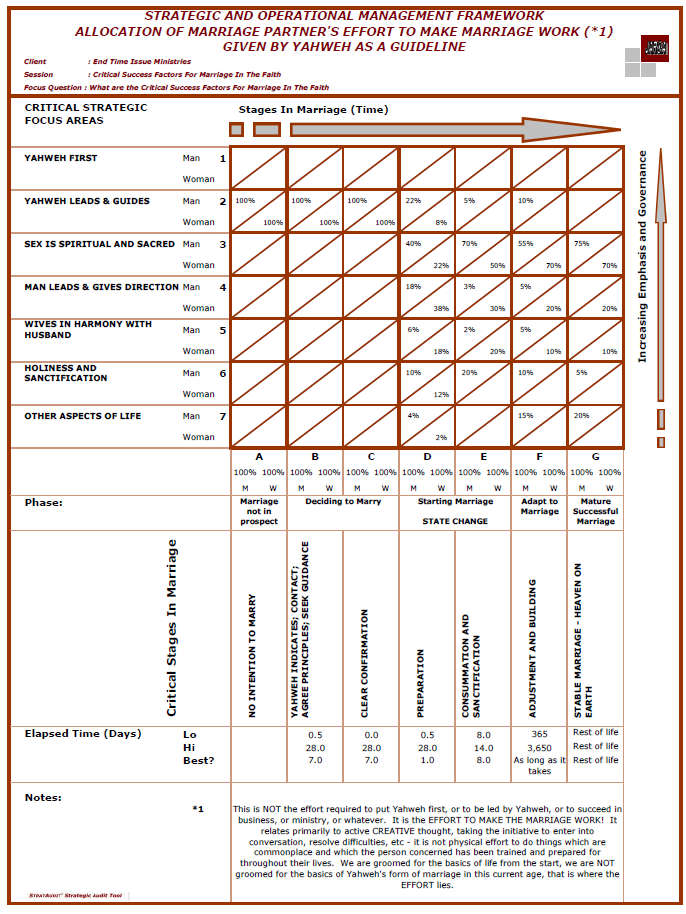 STRATEGIC AND OPERATIONAL MANAGEMENT FRAMEWORK
ALLOCATION OF MARRIAGE PARTNER'S EFFORT TO MAKE MARRIAGE WORK (*1)
GIVEN BY YAHWEH AS A GUIDELINE
Client : End Time Issue Ministries
Session : Critical Success Factors For Marriage In The Faith
Focus Question : What are the Critical Success Factors For Marriage In The Faith
CRITICAL STRATEGIC
FOCUS AREAS
Stages In Marriage (Time)
Increasing Emphasis and Governance
YAHWEH FIRST Man 1
Woman
YAHWEH LEADS & GUIDES Man 2 100% 100% 100% 22% 5% 10%
Woman 100% 100% 100% 8%
SEX IS SPIRITUAL AND SACRED Man 3 40% 70% 55% 75%
Woman 22% 50% 70% 70%
MAN LEADS & GIVES DIRECTION Man 4 18% 3% 5%
Woman 38% 30% 20% 20%
WIVES IN HARMONY WITH
HUSBAND Man 5 6% 2% 5%
Woman 18% 20% 10% 10%
HOLINESS AND
SANCTIFICATION Man 6 10% 20% 10% 5%
Woman 12%
OTHER ASPECTS OF LIFE Man 7 4% 15% 20%
Woman 2%
A B C D E F G
100% 100% 100% 100% 100% 100% 100% 100% 100% 100% 100% 100% 100% 100%
M W M W M W M W M W M W M W
Phase:
Marriage
not in
prospect
Deciding to Marry
Starting Marriage
STATE CHANGE
Adapt to
Marriage
Mature
Successful
Marriage
Critical Stages In Marriage
NO INTENTION TO MARRY
YAHWEH INDICATES; CONTACT;
AGREE PRINCIPLES; SEEK GUIDANCE
CLEAR CONFIRMATION
PREPARATION
CONSUMMATION AND
SANCTIFICATION
ADJUSTMENT AND BUILDING
STABLE MARRIAGE - HEAVEN ON
EARTH
Elapsed Time (Days) Lo 0.5 0.0 0.5 8.0 365 Rest of life
Hi 28.0 28.0 28.0 14.0 3,650 Rest of life
Best? 7.0 7.0 1.0 8.0 As long as it Rest of life
takes
Notes:
*1 This is NOT the effort required to put Yahweh first, or to be led by Yahweh, or to succeed in
business, or ministry, or whatever. It is the EFFORT TO MAKE THE MARRIAGE WORK! It
relates primarily to active CREATIVE thought, taking the initiative to enter into
conversation, resolve difficulties, etc - it is not physical effort to do things which are
commonplace and which the person concerned has been trained and prepared for
throughout their lives. We are groomed for the basics of life from the start, we are NOT
groomed for the basics of Yahweh's form of marriage in this current age, that is where the
EFFORT lies.
STRATAUDIT® Strategic Audit Tool